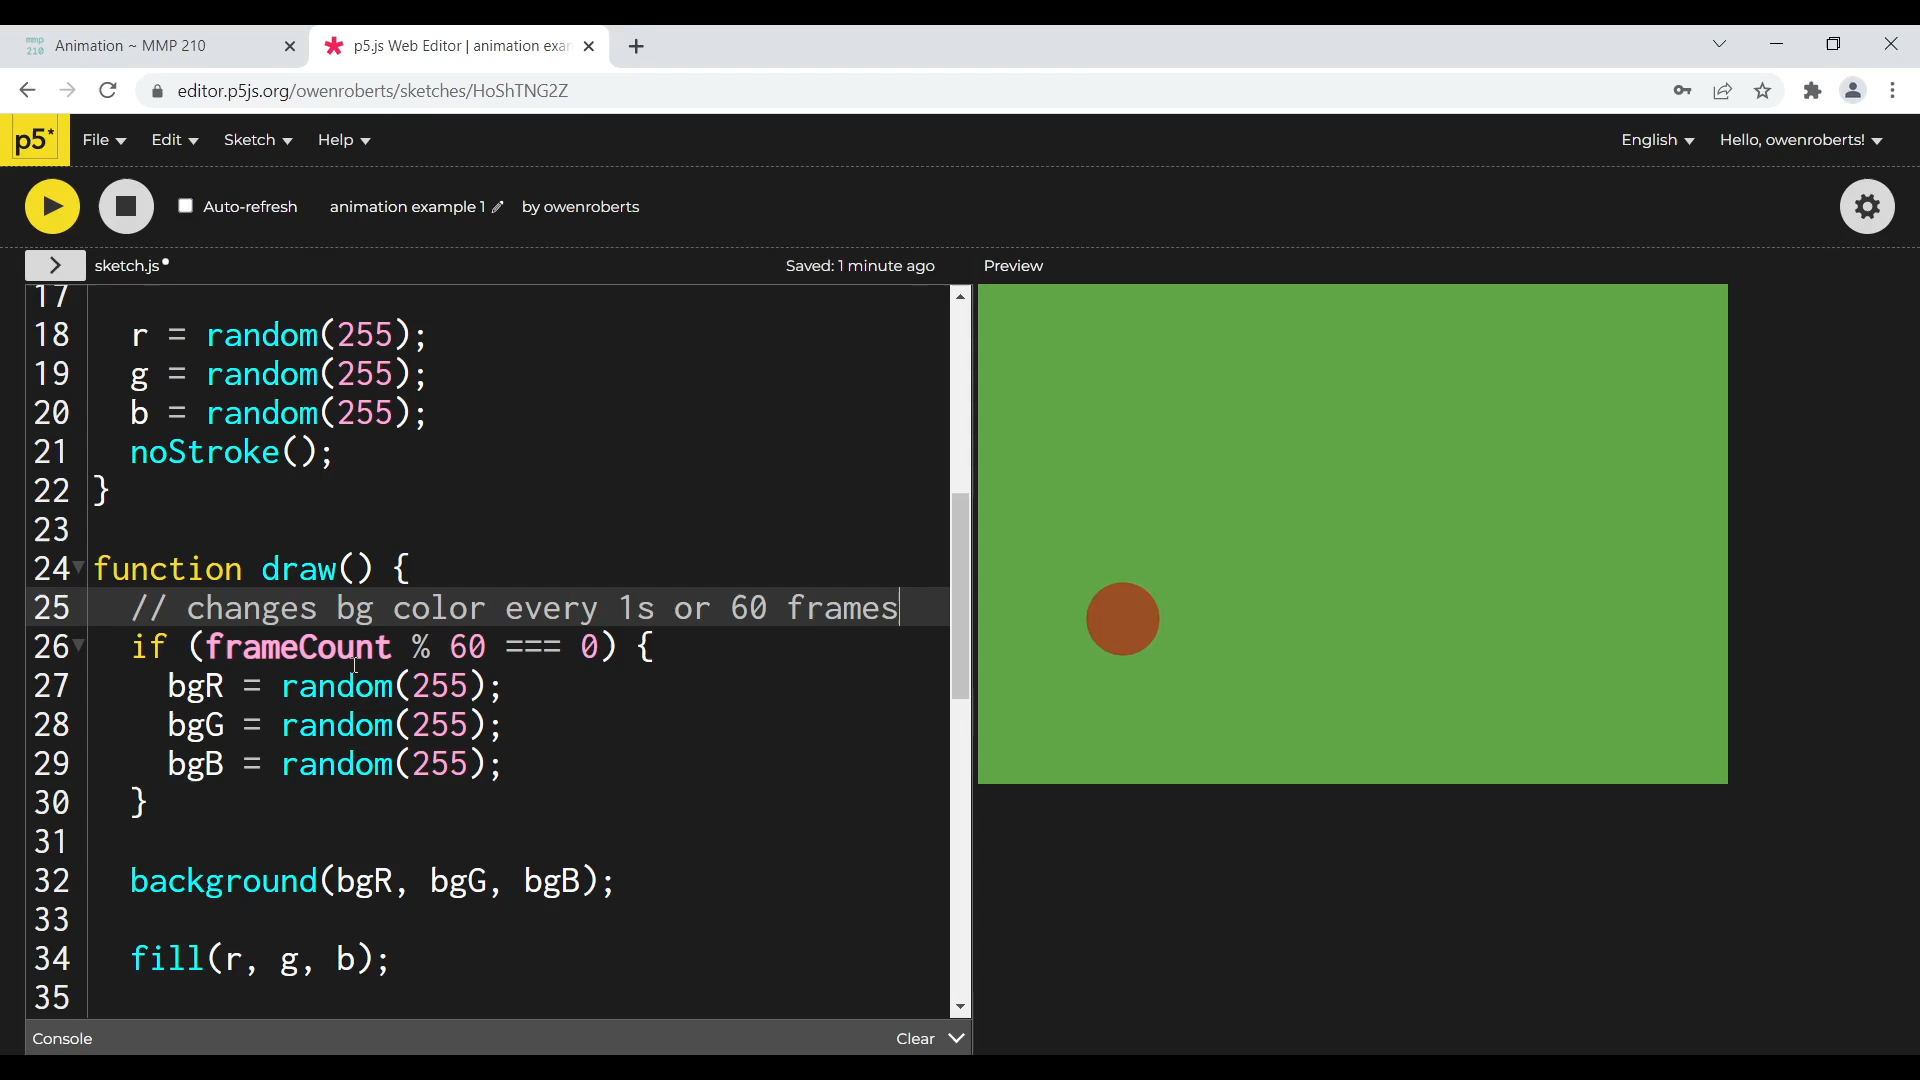 mmp
210
Animation ~ MMP 210
p5.js Web Editor | animation exa
editor.p5js.org/owenroberts/sketches/HoShTNG2Z
p5*
File
Edit
Sketch
Help
English
Hello, owenroberts!
Auto-refresh
animation example 1
by owenroberts
sketch.js
Saved: 1 minute ago
Preview
17
18 r = random(255);
19 g = random(255);
20 b = random(255);
21 noStroke();
22 }
23
24 function draw() {
25 // changes bg color every 1s or 60 frames
26 if (frameCount % 60 === 0) {
27 bgR = random(255);
28 bgG = random(255);
29 bgB = random(255);
30 }
31
32 background(bgR, bgG, bgB);
33
34 fill(r, g, b);
35
Console
Clear